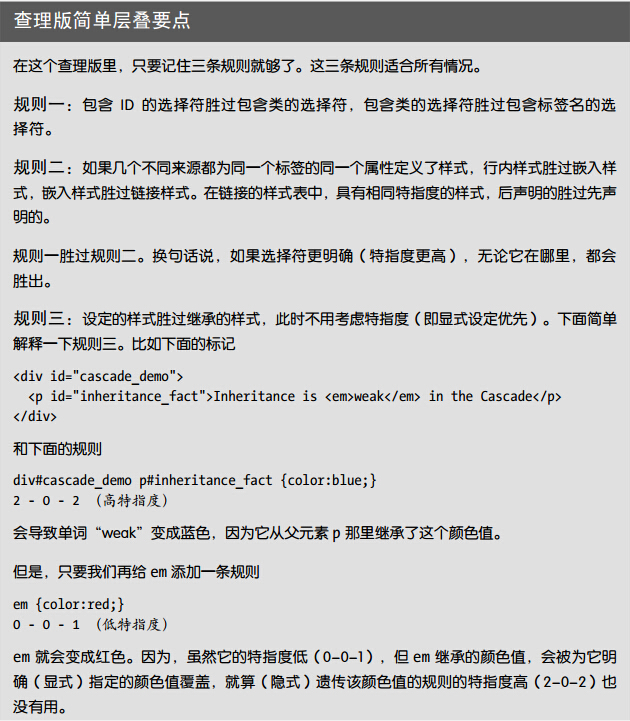 查理版简单层叠要点
在这个查理版里，只要记住三条规则就够了。这三条规则适合所有情况。
规则一：包含 ID 的选择符胜过包含类的选择符，包含类的选择符胜过包含标签名的选
择符。
规则二：如果几个不同来源都为同一个标签的同一个属性定义了样式，行内样式胜过嵌入样
式，嵌入样式胜过链接样式。在链接的样式表中，具有相同特指度的样式，后声明的胜过先声
明的。
规则一胜过规则二。换句话说，如果选择符更明确（特指度更高），无论它在哪里，都会
胜出。
规则三：设定的样式胜过继承的样式，此时不用考虑特指度（即显式设定优先）。下面简单
解释一下规则三。比如下面的标记
<div id="cascade_demo">
  <p id="inheritance_fact">Inheritance is <em>weak</em> in the Cascade</p>
</div>
和下面的规则
div#cascade_demo p#inheritance_fact {color:blue;}
2 - 0 - 2 （高特指度）
会导致单词“weak”变成蓝色，因为它从父元素 p 那里继承了这个颜色值。
但是，只要我们再给 em 添加一条规则
em {color:red;}
0 - 0 - 1 （低特指度）
em 就会变成红色。因为，虽然它的特指度低（0-0-1），但 em 继承的颜色值，会被为它明
确（显式）指定的颜色值覆盖，就算（隐式）遗传该颜色值的规则的特指度高（2-0-2）也
没有用。